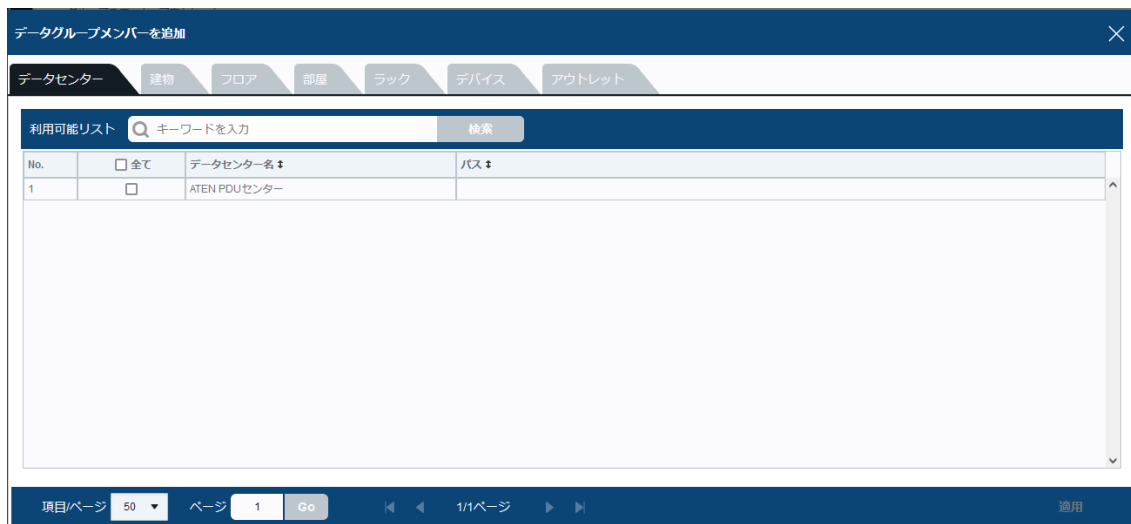 データグループメンバーを追加
データセンター 建物 フロア 部屋 ラック デバイス アウトレット
利用可能リスト キーワードを入力 検索
No. 全て データセンター名 パス
1 ATEN PDUセンター
項目/ページ 50 ページ 1 Go 1/1ページ 適用